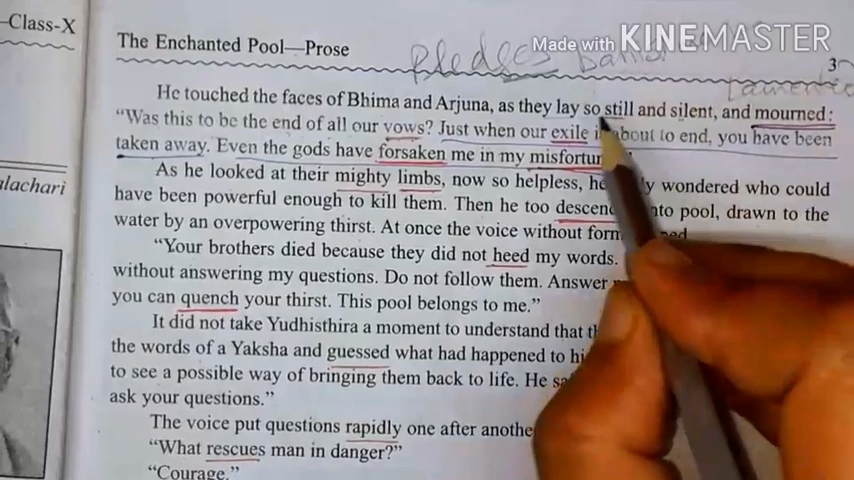 —Class-X
The Enchanted Pool—Prose
Pledges
Made with KINEMASTER
3
He touched the faces of Bhima and Arjuna, as they lay so still and silent, and mourned:
"Was this to be the end of all our vows? Just when our exile is about to end, you have been
taken away. Even the gods have forsaken me in my misfortun
As he looked at their mighty limbs, now so helpless, he wondered who could
alachari
have been powerful enough to kill them. Then he too descend into pool, drawn to the
water by an overpowering thirst. At once the voice without form
"Your brothers died because they did not heed my words.
without answering my questions. Do not follow them. Answer
you can quench your thirst. This pool belongs to me."
It did not take Yudhisthira a moment to understand that th
the words of a Yaksha and guessed what had happened to hi
to see a possible way of bringing them back to life. He sa
ask your questions."
The voice put questions rapidly one after anothe
"What rescues man in danger?"
"Courage."